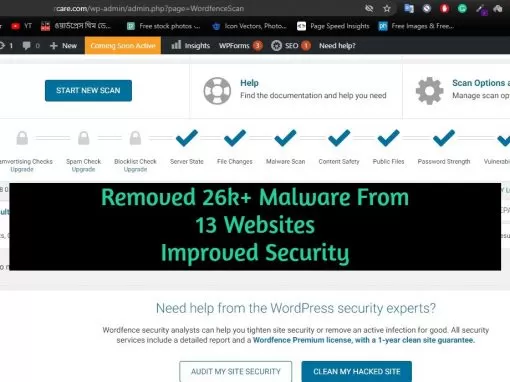 rcare.com/wp-admin/admin.php?page=WordfenceScan
YT
ওয়ার্ডপ্রেস থিম ডে
Free stock photos -
Icon Vectors, Photo
Page Speed Insights
Free Images & Free
1 0 + New Coming Soon Active Insights WPForms 3 SEO 1 Need help?
START NEW SCAN
Help
Find the documentation and help you need
Scan Options a
Manage scan op
Spamvertising Checks
Upgrade
Spam Check
Upgrade
Blocklist Check
Upgrade
Server State
File Changes
Malware Scan
Content Safety
Public Files
Password Strength
Removed 26k+ Malware From
13 Websites
Improved Security
Need help from the WordPress security experts?
Wordfence security analysts can help you tighten site security or remove an active infection for good. All security
services include a detailed report and a Wordfence Premium license, with a 1-year clean site guarantee.
AUDIT MY SITE SECURITY
CLEAN MY HACKED SITE